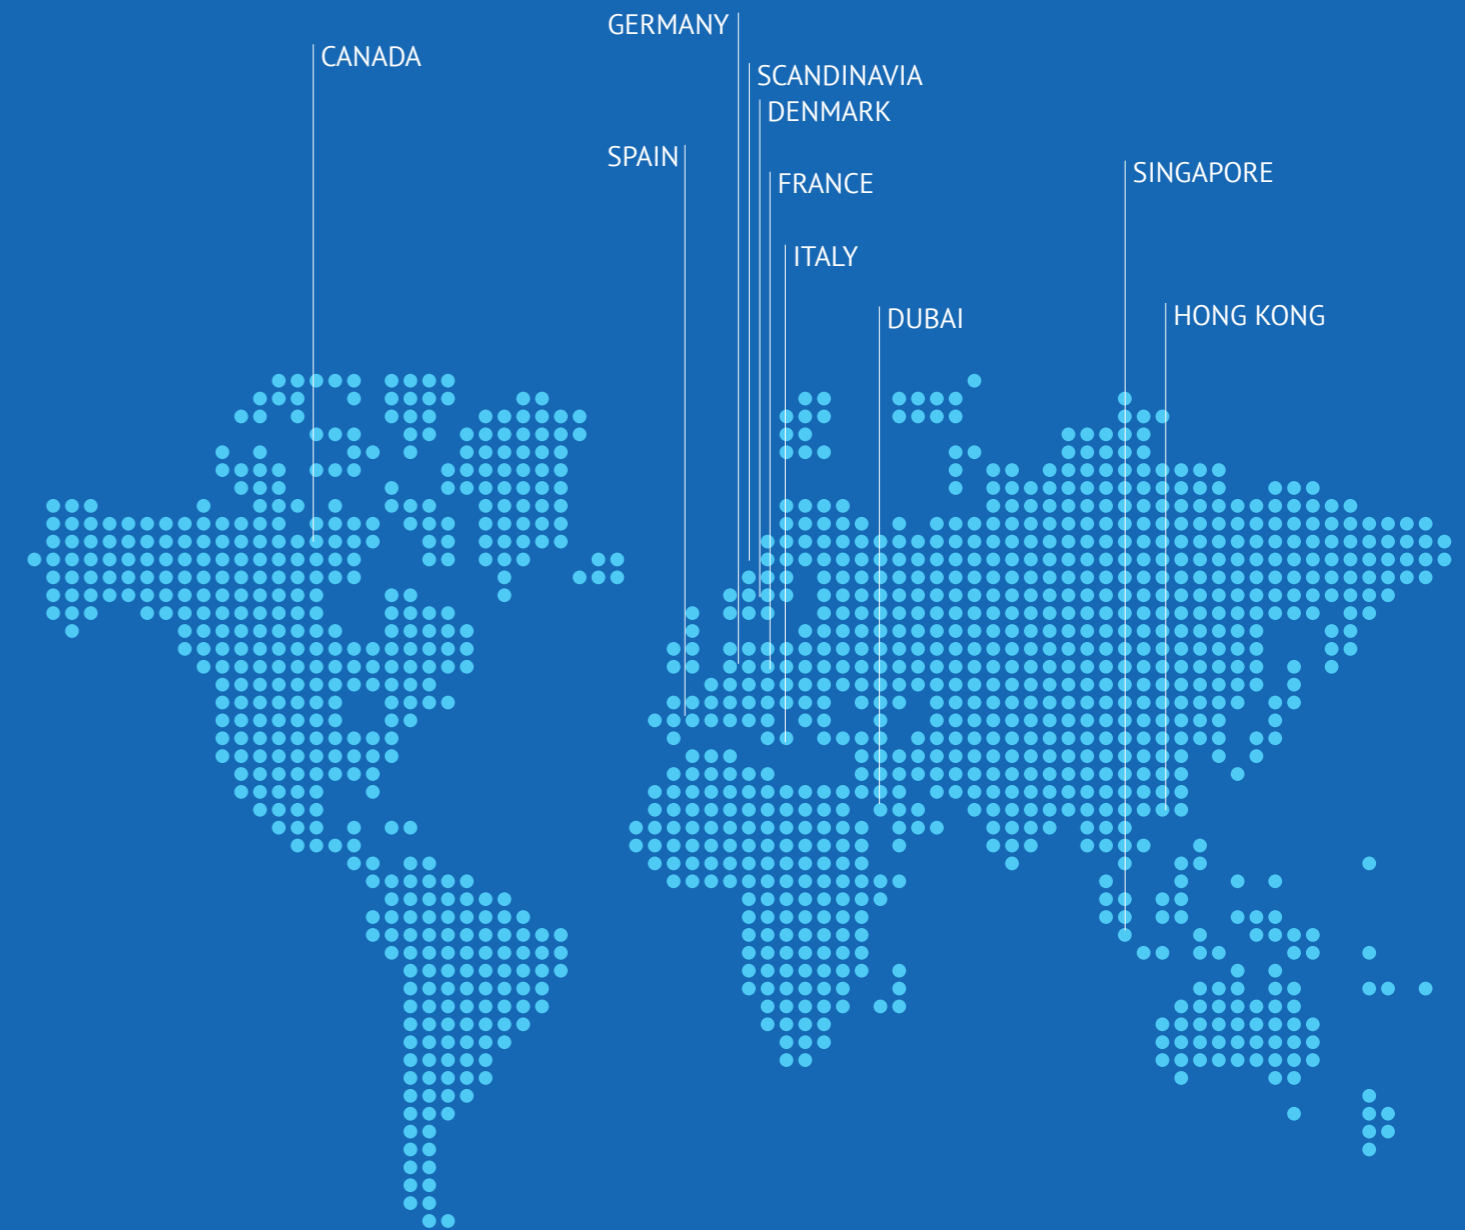 GERMANY
CANADA
SCANDINAVIA
DENMARK
SPAIN
SINGAPORE
FRANCE
ITALY
HONG KONG
DUBAI